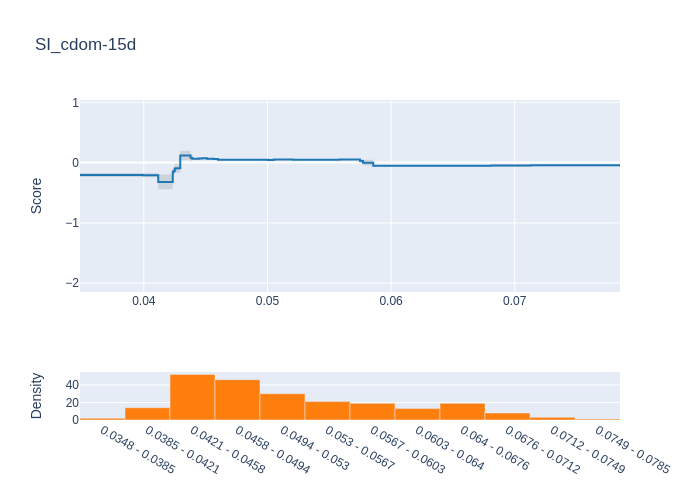 SI_cdom-15d
1
0
−1
−2
Score
0.04 0.05 0.06 0.07
40
20
0
Density
0.0348 - 0.0385
0.0385 - 0.0421
0.0421 - 0.0458
0.0458 - 0.0494
0.0494 - 0.053
0.053 - 0.0567
0.0567 - 0.0603
0.0603 - 0.064
0.064 - 0.0676
0.0676 - 0.0712
0.0712 - 0.0749
0.0749 - 0.0785